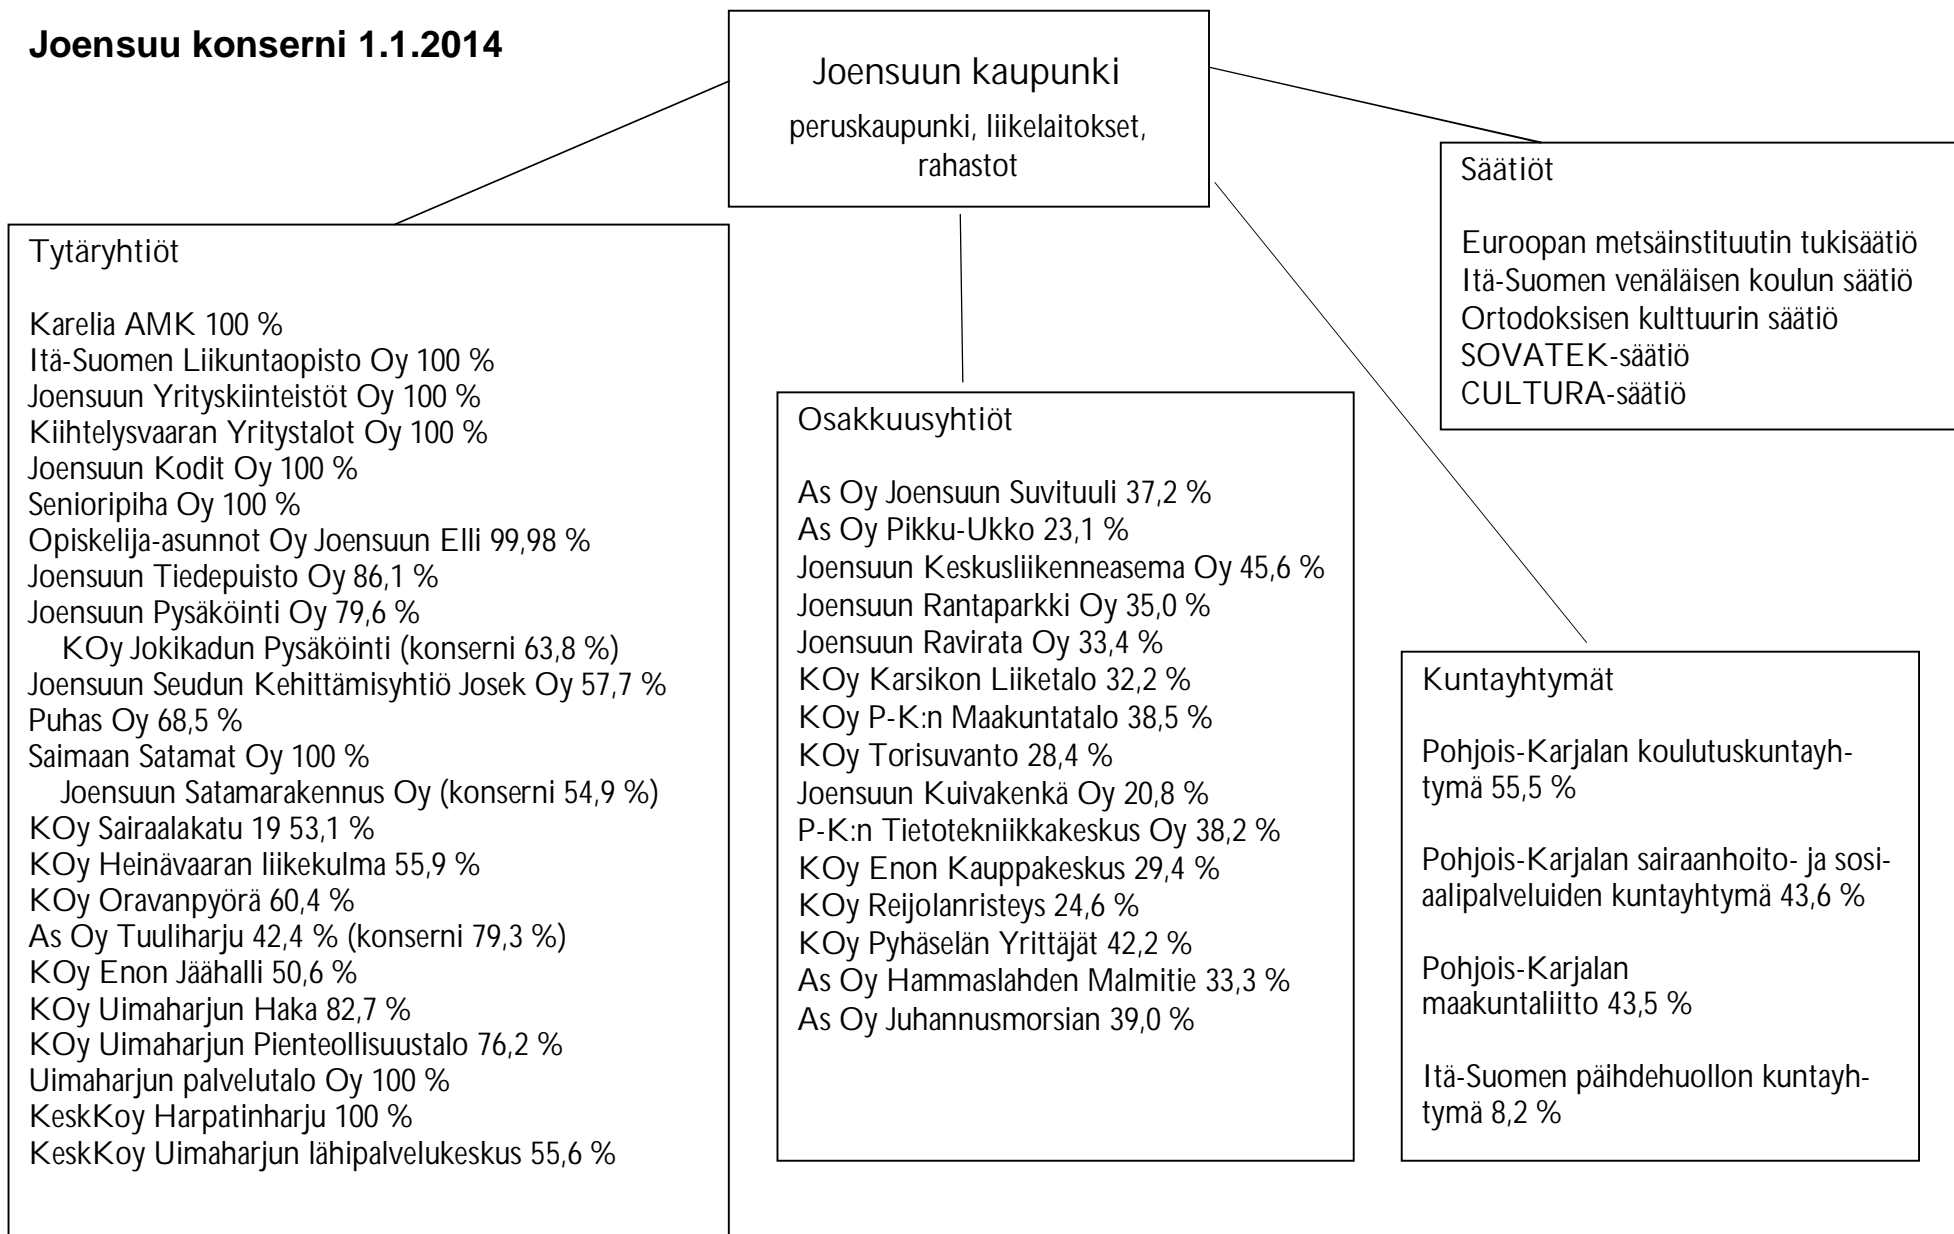 Joensuu konserni 1.1.2014
Joensuun kaupunki
peruskaupunki, liikelaitokset,
rahastot
Tytäryhtiöt
Karelia AMK 100 %
Itä-Suomen Liikuntaopisto Oy 100 %
Joensuun Yrityskiinteistöt Oy 100 %
Kiihtelysvaaran Yritystalot Oy 100 %
Joensuun Kodit Oy 100 %
Senioripiha Oy 100 %
Opiskelija-asunnot Oy Joensuun Elli 99,98 %
Joensuun Tiedepuisto Oy 86,1 %
Joensuun Pysäköinti Oy 79,6 %
KOy Jokikadun Pysäköinti (konserni 63,8 %)
Joensuun Seudun Kehittämisyhtiö Josek Oy 57,7 %
Puhas Oy 68,5 %
Saimaan Satamat Oy 100 %
Joensuun Satamarakennus Oy (konserni 54,9 %)
KOy Sairaalakatu 19 53,1 %
KOy Heinävaaran liikekulma 55,9 %
KOy Oravanpyörä 60,4 %
As Oy Tuuliharju 42,4 % (konserni 79,3 %)
KOy Enon Jäähalli 50,6 %
KOy Uimaharjun Haka 82,7 %
KOy Uimaharjun Pienteollisuustalo 76,2 %
Uimaharjun palvelutalo Oy 100 %
KeskKoy Harpatinharju 100 %
KeskKoy Uimaharjun lähipalvelukeskus 55,6 %
Osakkuusyhtiöt
As Oy Joensuun Suvituuli 37,2 %
As Oy Pikku-Ukko 23,1 %
Joensuun Keskusliikenneasema Oy 45,6 %
Joensuun Rantaparkki Oy 35,0 %
Joensuun Ravirata Oy 33,4 %
KOy Karsikon Liiketalo 32,2 %
KOy P-K:n Maakuntatalo 38,5 %
KOy Torisuvanto 28,4 %
Joensuun Kuivakenkä Oy 20,8 %
P-K:n Tietotekniikkakeskus Oy 38,2 %
KOy Enon Kauppakeskus 29,4 %
KOy Reijolanristeys 24,6 %
KOy Pyhäselän Yrittäjät 42,2 %
As Oy Hammaslahden Malmitie 33,3 %
As Oy Juhannusmorsian 39,0 %
Säätiöt
Euroopan metsäinstituutin tukisäätiö
Itä-Suomen venäläisen koulun säätiö
Ortodoksisen kulttuurin säätiö
SOVATEK-säätiö
CULTURA-säätiö
Kuntayhtymät
Pohjois-Karjalan koulutuskuntayh-
tymä 55,5 %
Pohjois-Karjalan sairaanhoito- ja sosi-
aalipalveluiden kuntayhtymä 43,6 %
Pohjois-Karjalan
maakuntaliitto 43,5 %
Itä-Suomen päihdehuollon kuntayh-
tymä 8,2 %